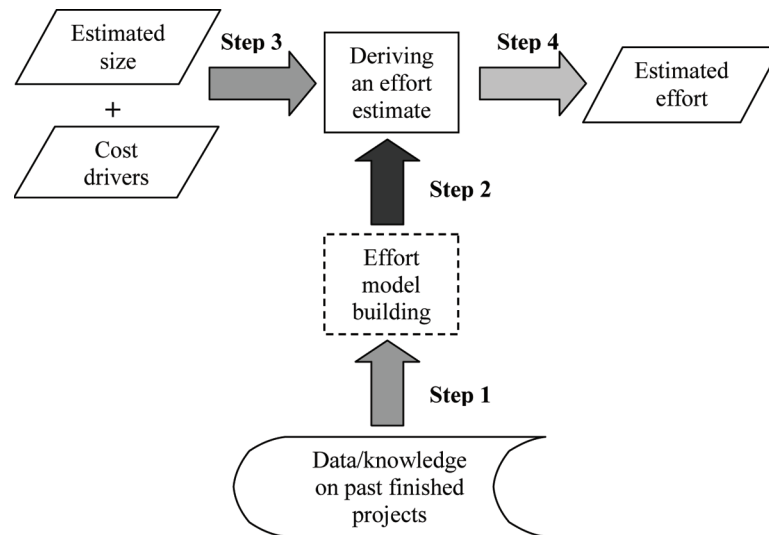 Estimated
size
+
Cost
drivers
Step 3
Deriving
an effort
estimate
Step 4
Estimated
effort
Step 2
Effort
model
building
Step 1
Data/knowledge
on past finished
projects